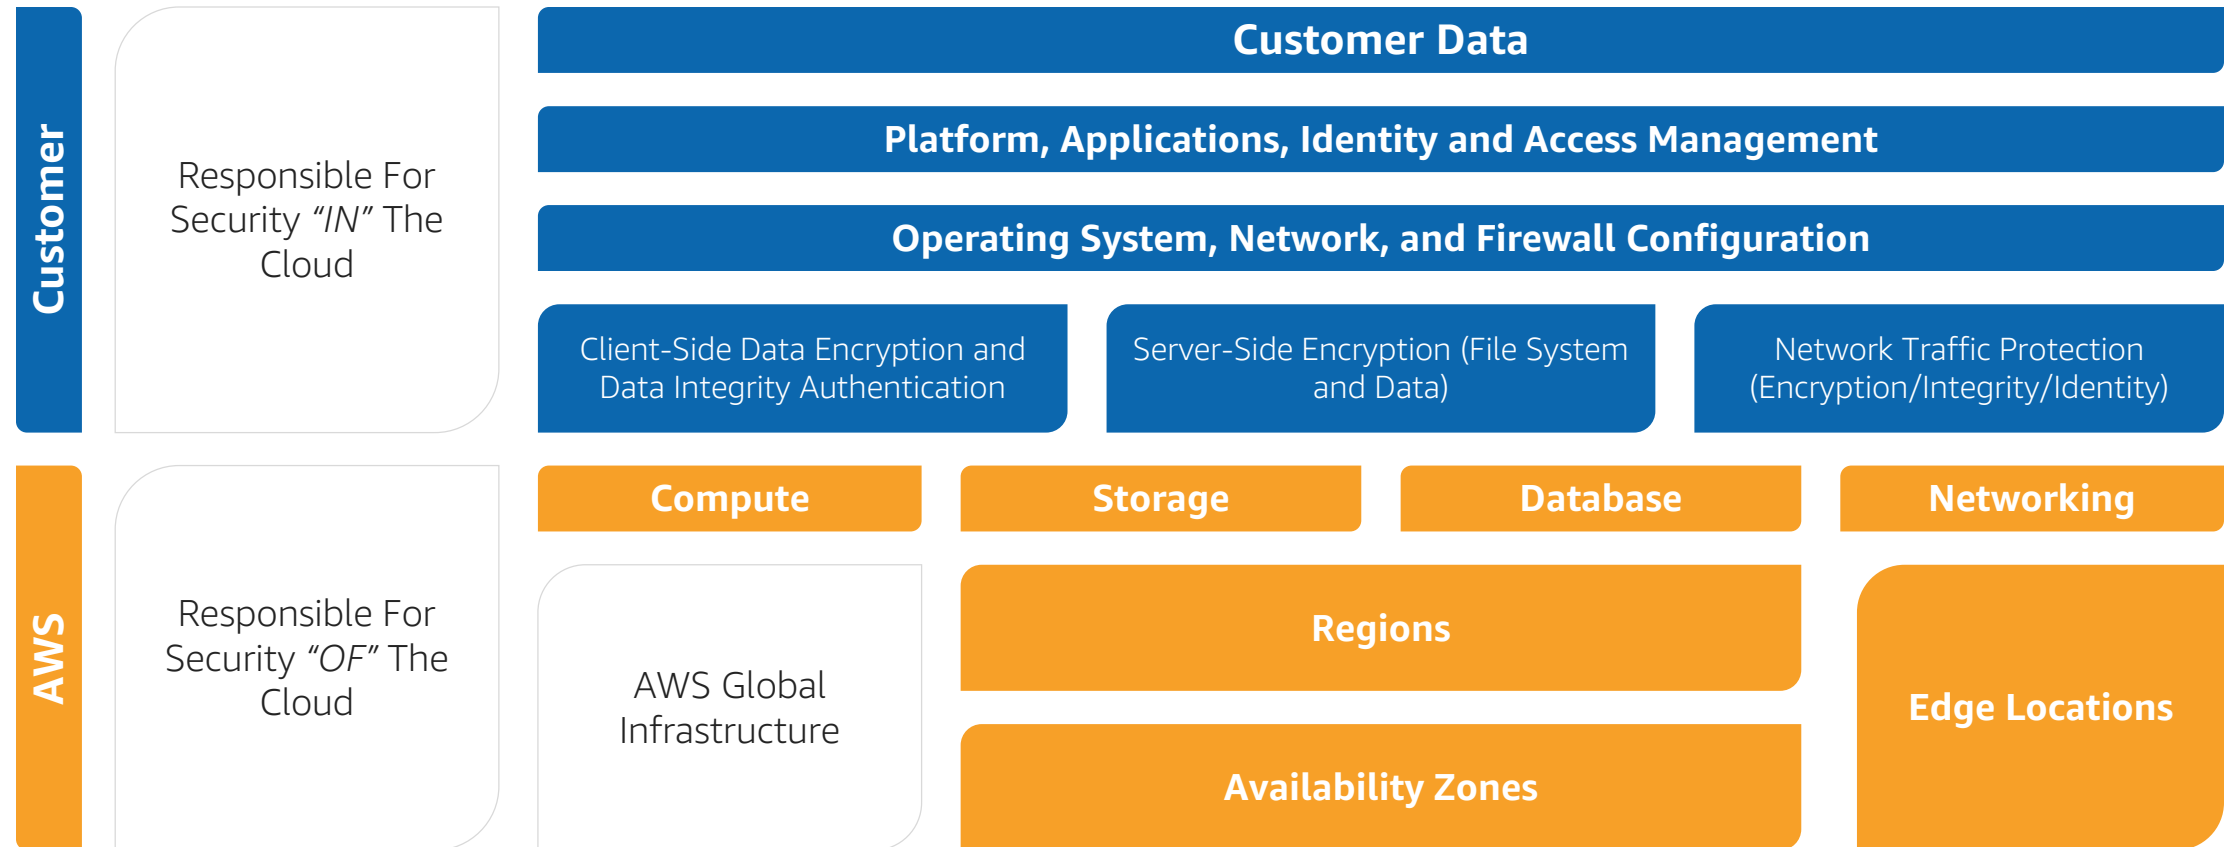 Customer
Responsible For
Security “IN” The
Cloud
Customer Data
Platform, Applications, Identity and Access Management
Operating System, Network, and Firewall Configuration
Client-Side Data Encryption and
Data Integrity Authentication
Server-Side Encryption (File System
and Data)
Network Traffic Protection
(Encryption/Integrity/Identity)
AWS
Responsible For
Security “OF” The
Cloud
Compute
Storage
Database
Networking
AWS Global
Infrastructure
Regions
Availability Zones
Edge Locations